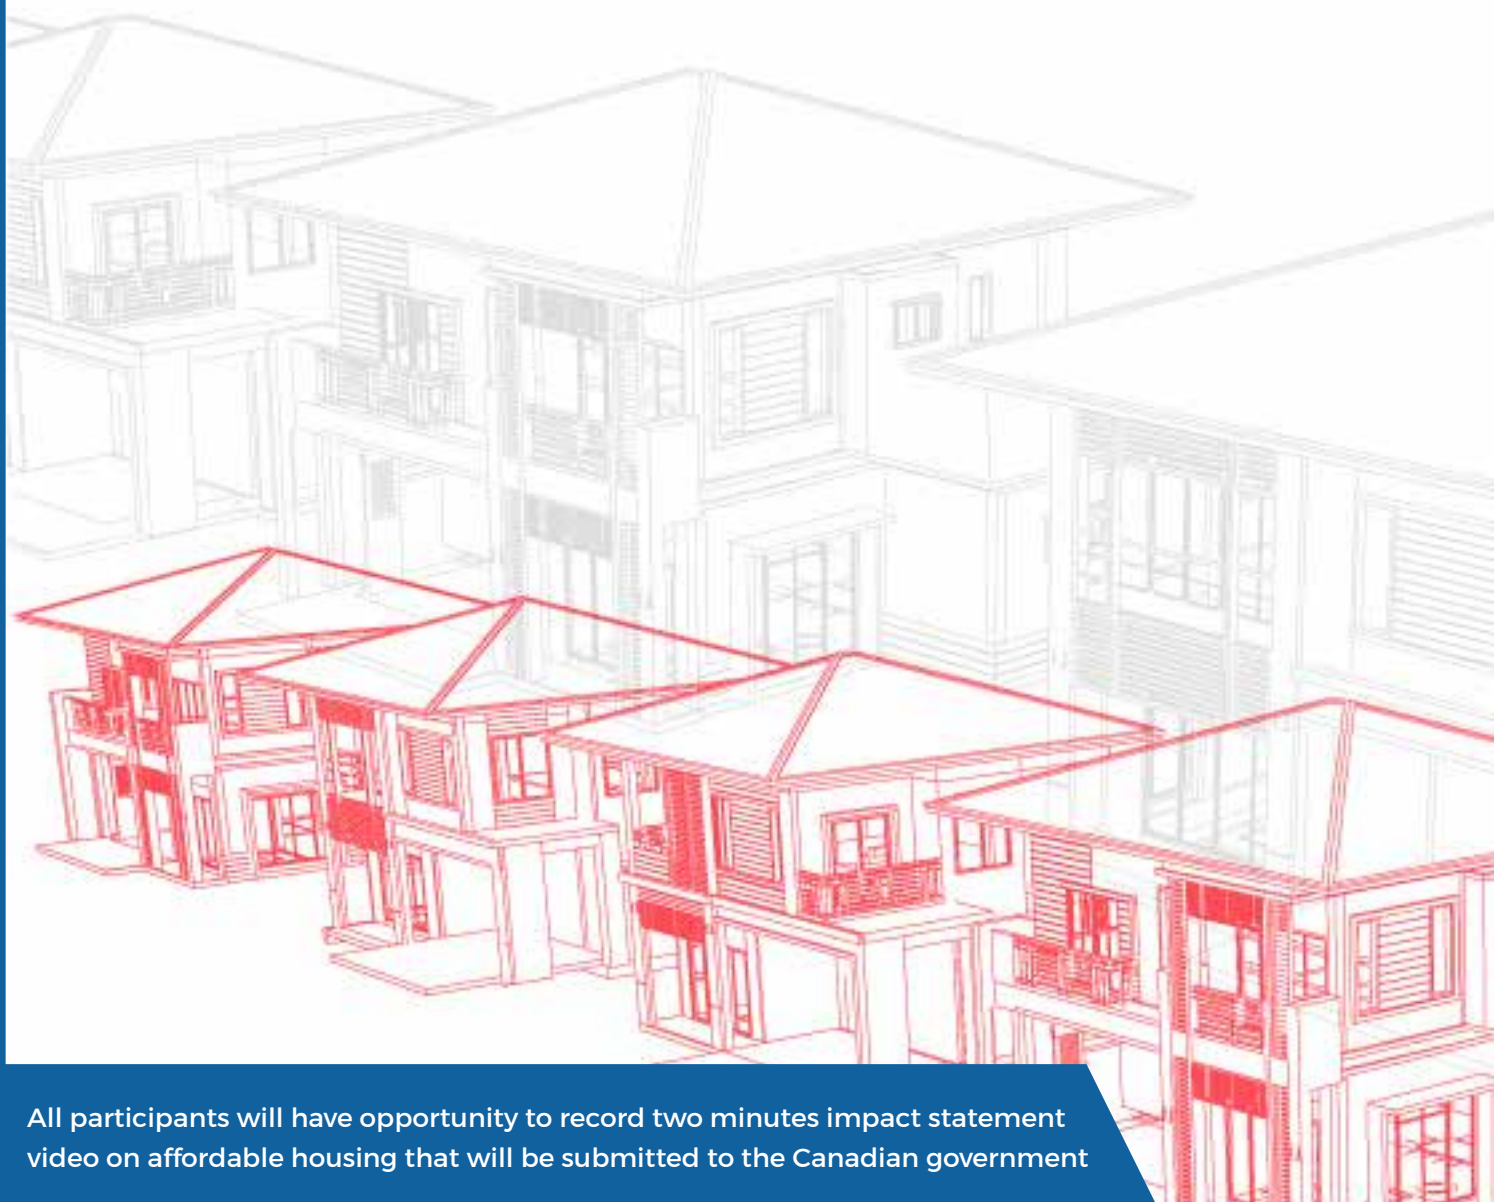 All participants will have opportunity to record two minutes impact statement
video on affordable housing that will be submitted to the Canadian government